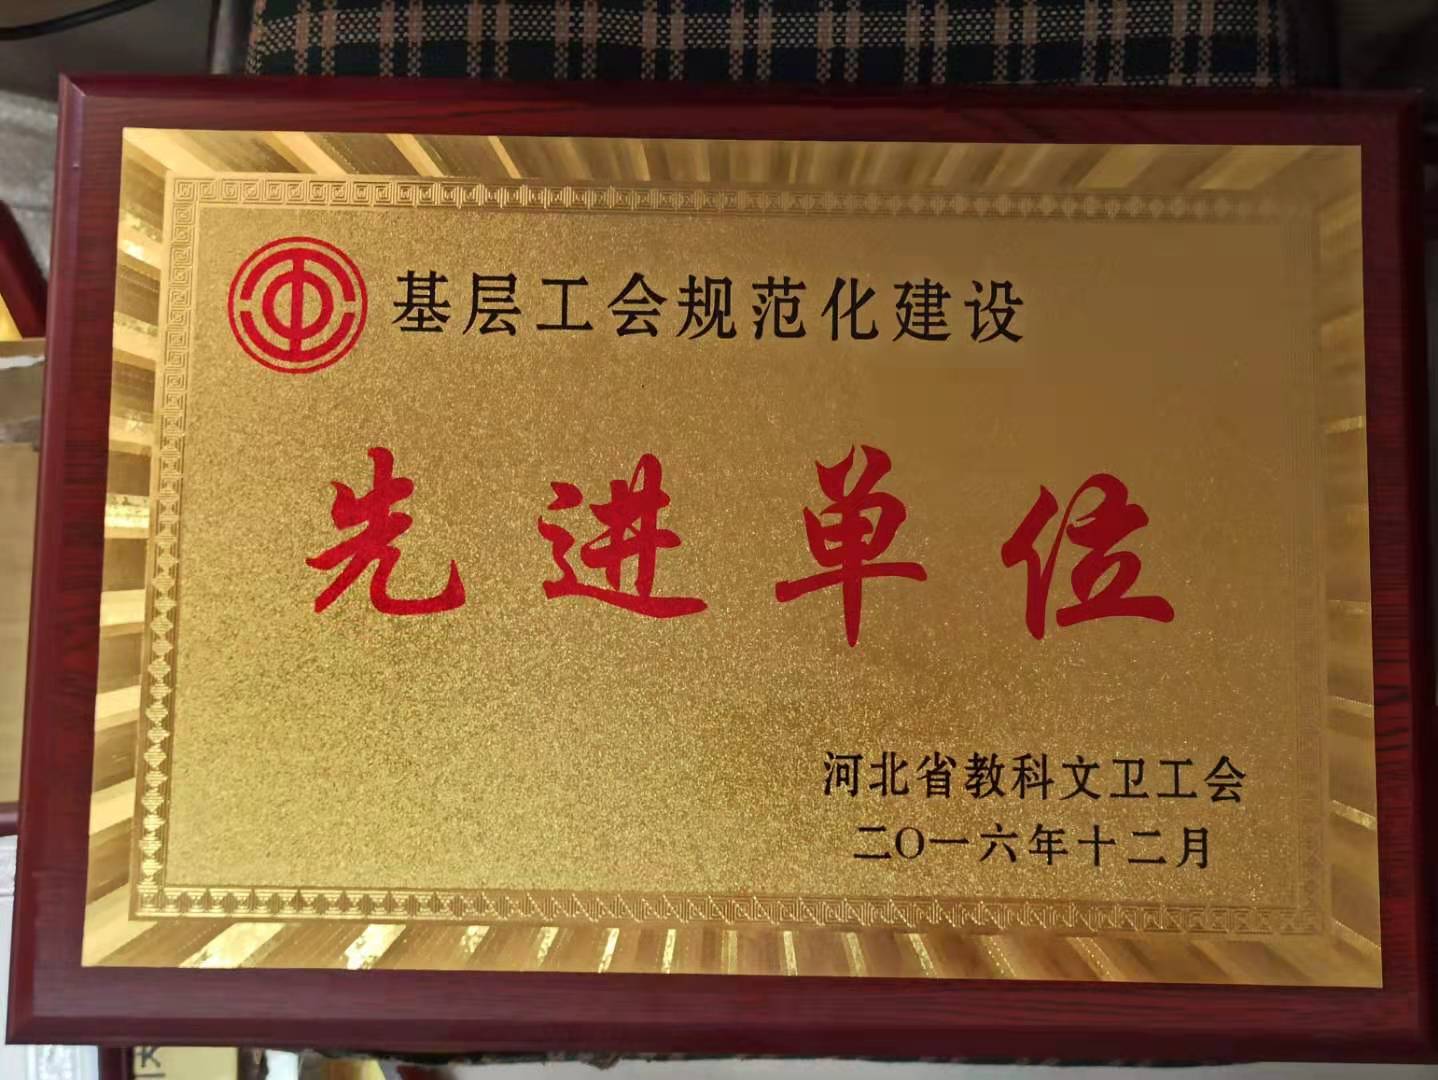 基层工会规范化建设
先进单位
河北省教科文卫工会
二〇一六年十二月